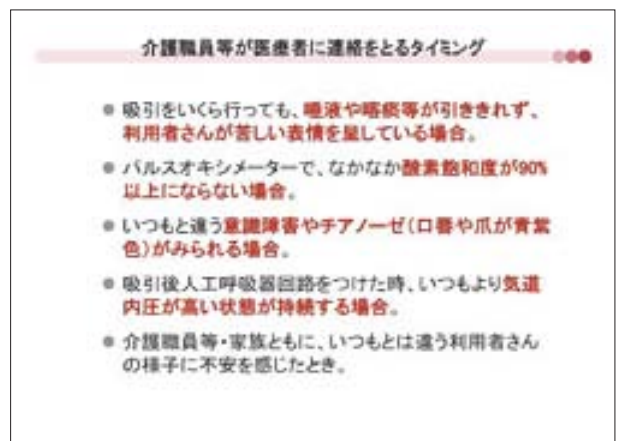 介護職員等が医療者に連絡をとるタイミング
● 吸引をいくら行っても、唾液や喀痰等が引ききれず、
利用者さんが苦しい表情を呈している場合。
● パルスオキシメーターで、なかなか酸素飽和度が90%
以上にならない場合。
● いつもと違う意識障害やチアノーゼ(口唇や爪が青紫
色)がみられる場合。
● 吸引後人工呼吸器回路をつけた時、いつもより気道
内圧が高い状態が持続する場合。
● 介護職員等・家族ともに、いつもとは違う利用者さん
の様子に不安を感じたとき。